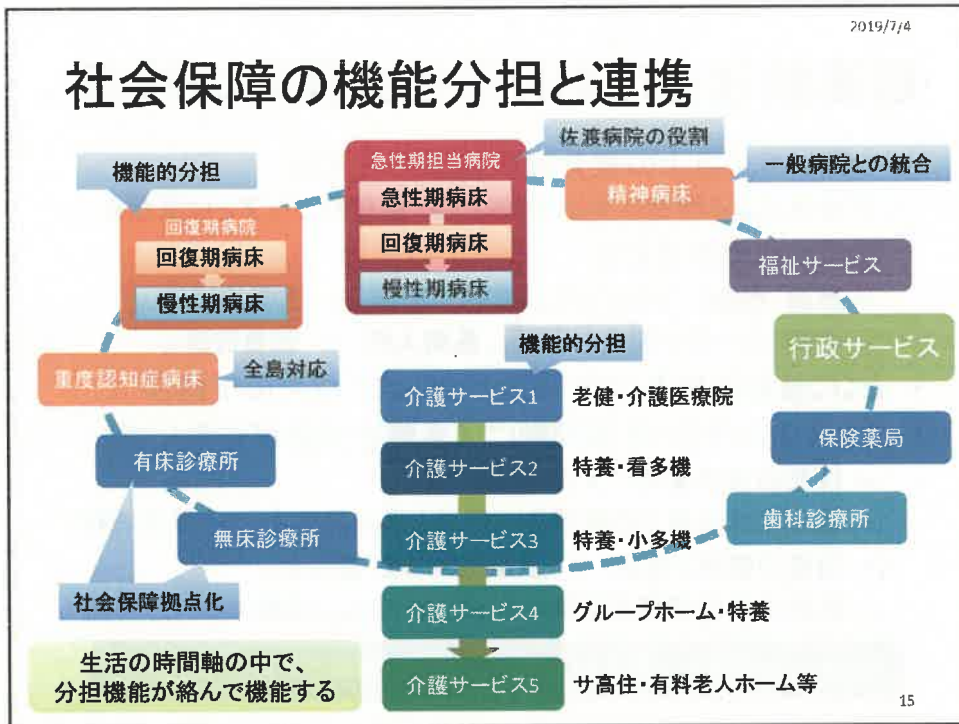 2019/7/4
社会保障の機能分担と連携
佐渡病院の役割
機能的分担
急性期担当病院
一般病院との統合
急性期病床
精神病床
回復期病院
回復期病床
回復期病床
福祉サービス
慢性期病床
慢性期病床
機能的分担
行政サービス
重度認知症病床
全島対応
介護サービス1
老健・介護医療院
保険薬局
有床診療所
介護サービス2
特養・看多機
歯科診療所
無床診療所
介護サービス3
特養・小多機
社会保障拠点化
介護サービス4
グループホーム・特養
生活の時間軸の中で、
分担機能が絡んで機能する
介護サービス5
サ高住・有料老人ホーム等
15